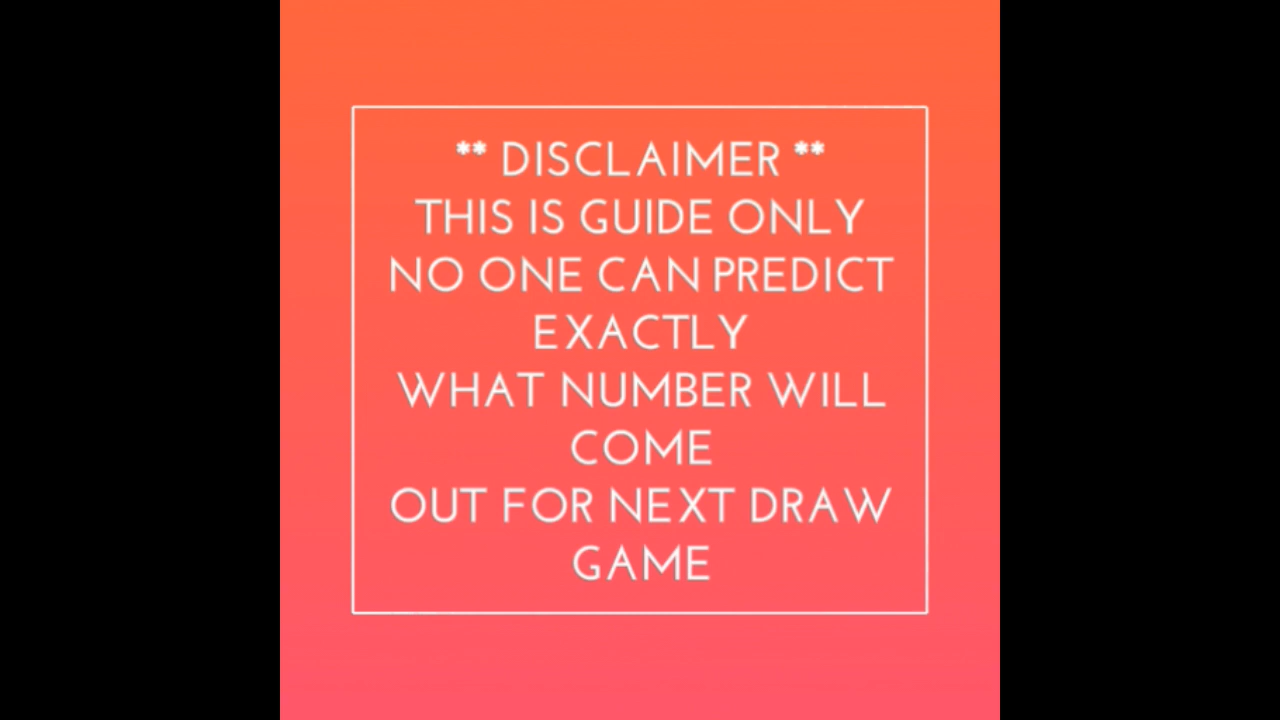 ** DISCLAIMER **
THIS IS GUIDE ONLY
NO ONE CAN PREDICT
EXACTLY
WHAT NUMBER WILL
COME
OUT FOR NEXT DRAW
GAME